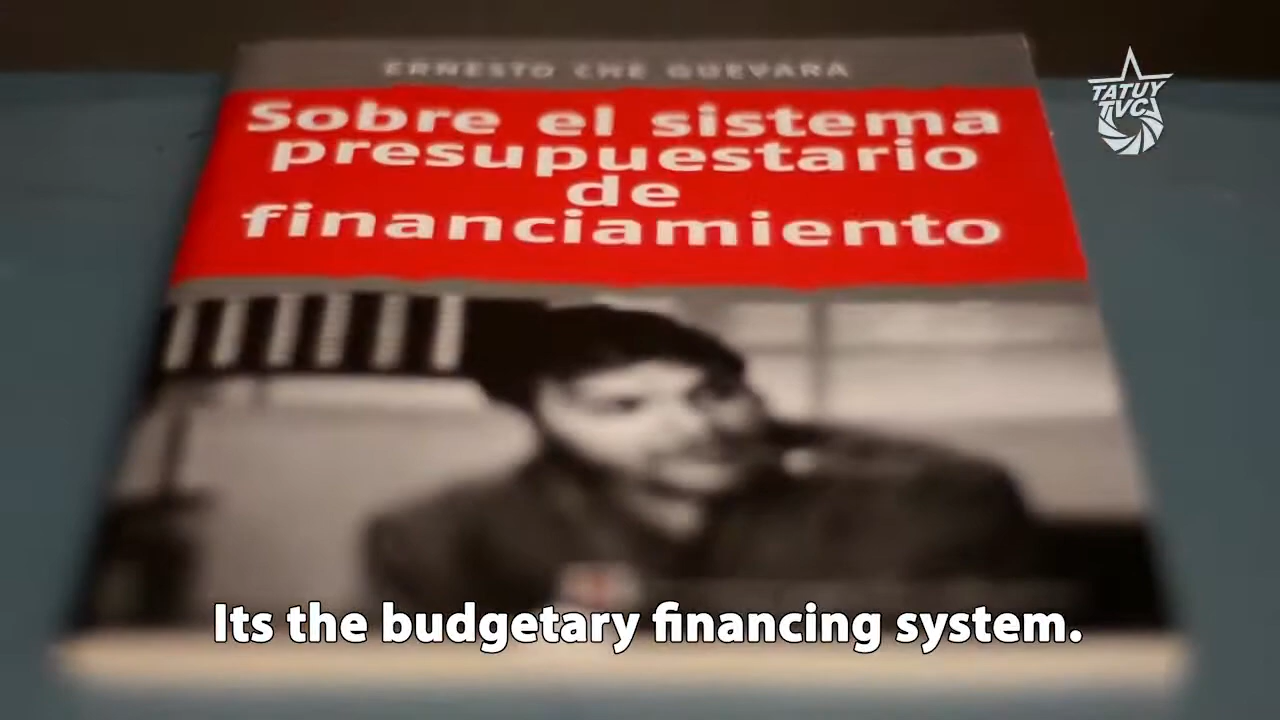 ERNESTO CHE GUEVARA
Sobre el sistema
presupuestario
de
financiamiento
TATUY
TVC
Its the budgetary financing system.